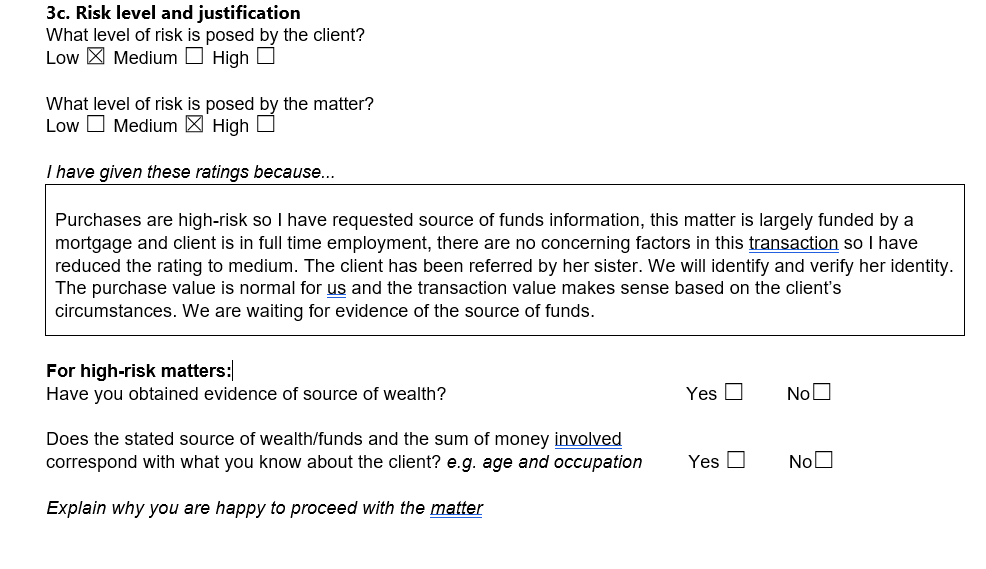 3c. Risk level and justification
What level of risk is posed by the client?
Low ☒ Medium ☐ High ☐
What level of risk is posed by the matter?
Low ☐ Medium ☒ High ☐
I have given these ratings because...
Purchases are high-risk so I have requested source of funds information, this matter is largely funded by a
mortgage and client is in full time employment, there are no concerning factors in this transaction so I have
reduced the rating to medium. The client has been referred by her sister. We will identify and verify her identity.
The purchase value is normal for us and the transaction value makes sense based on the client’s
circumstances. We are waiting for evidence of the source of funds.
For high-risk matters:
Have you obtained evidence of source of wealth? Yes ☐ No☐
Does the stated source of wealth/funds and the sum of money involved
correspond with what you know about the client? e.g. age and occupation Yes ☐ No☐
Explain why you are happy to proceed with the matter